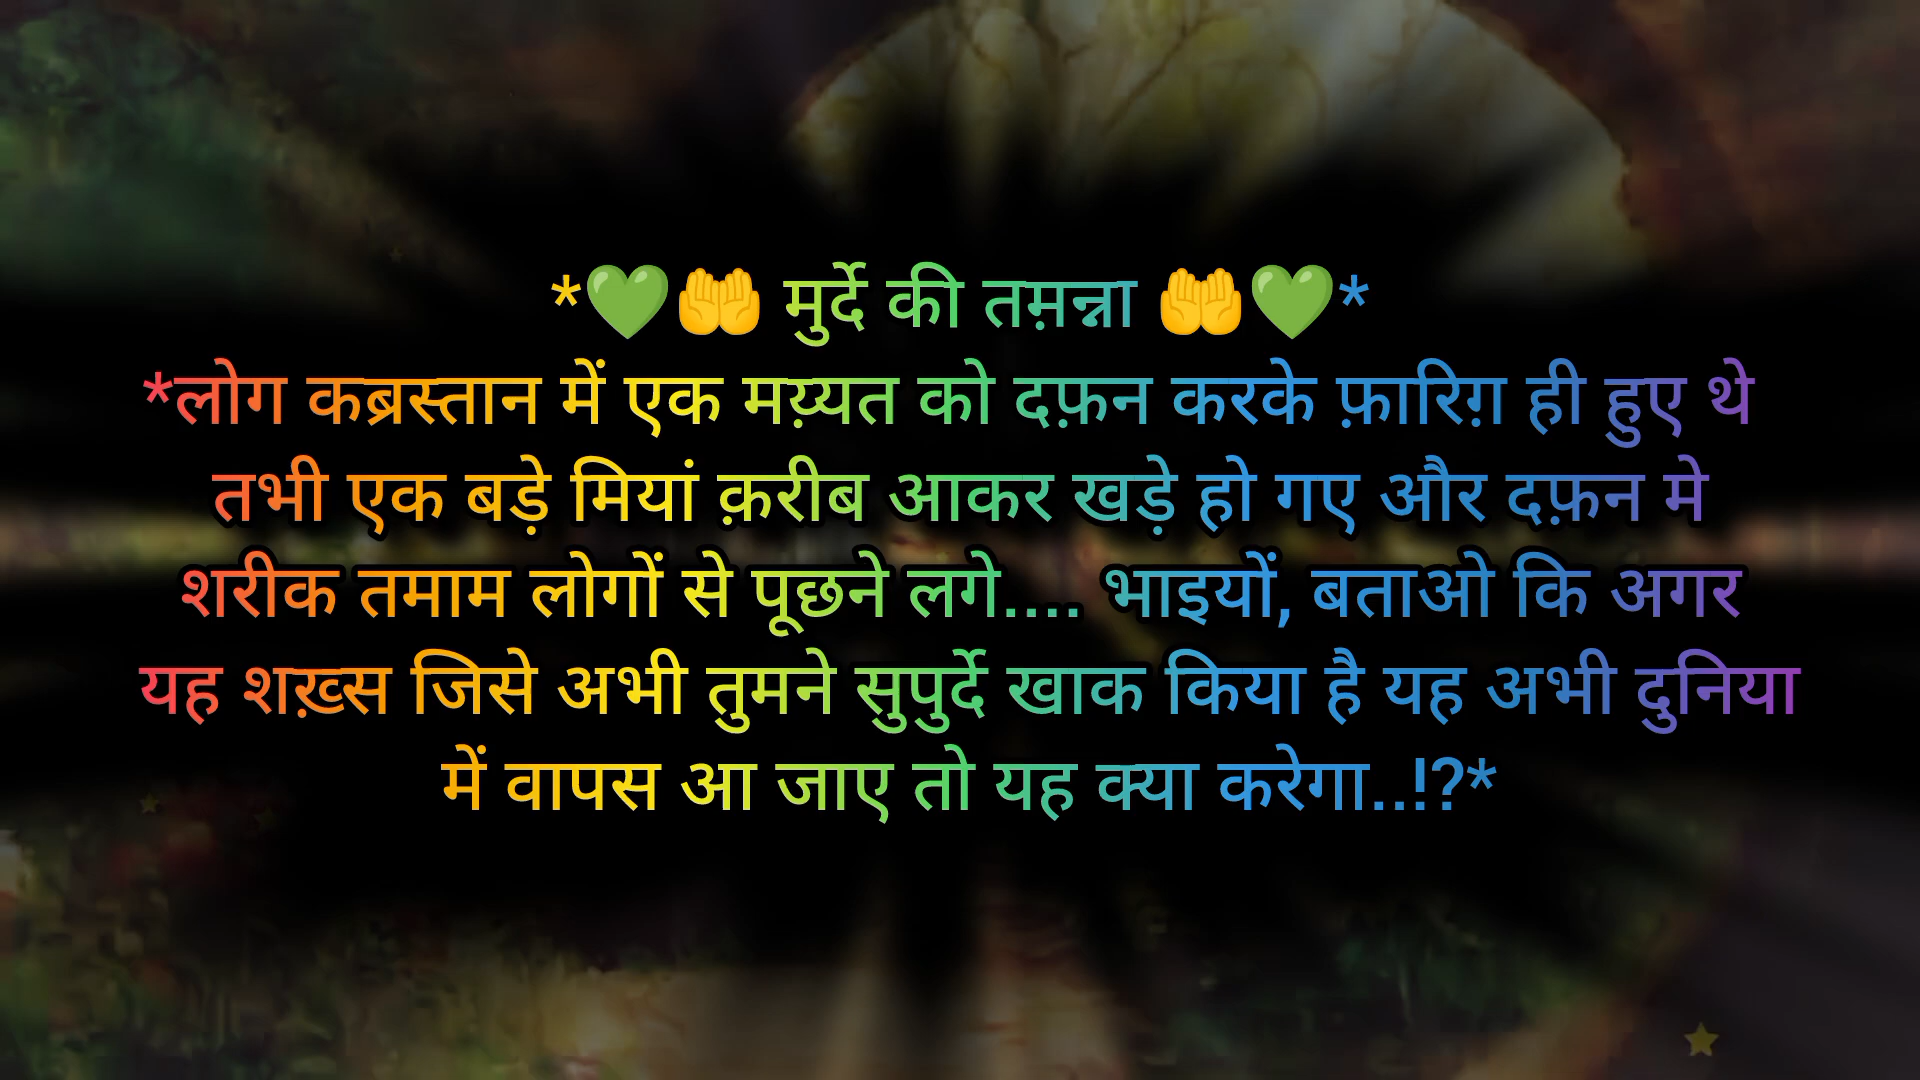 *💚🤲 मुर्दे की तम़न्ना 🤲💚*
*लोग कब्रस्तान में एक मय़्यत को दफ़न करके फ़ारिग़ ही हुए थे
तभी एक बड़े मियां क़रीब आकर खड़े हो गए और दफ़न मे
शरीक तमाम लोगों से पूछने लगे.... भाइयों, बताओ कि अगर
यह शख़्स जिसे अभी तुमने सुपुर्दे खाक किया है यह अभी दुनिया
में वापस आ जाए तो यह क्या करेगा..!?*